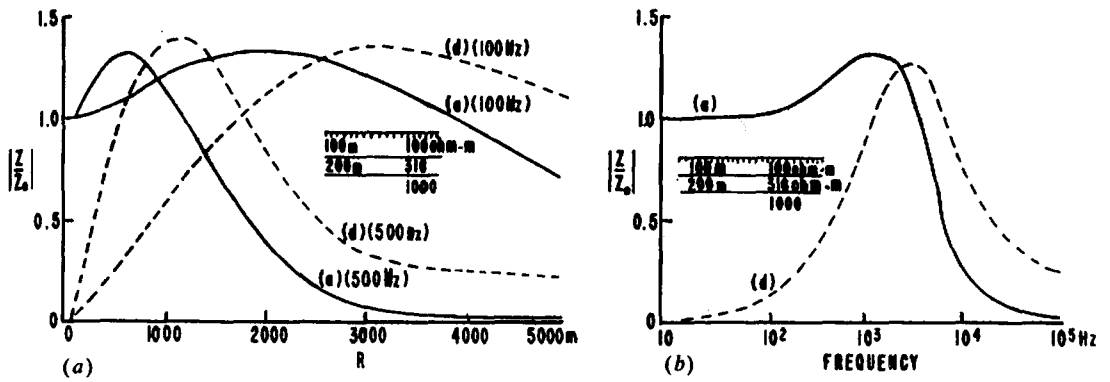 1.5
1.0
0.5
0
|Z/Z₀|
(d)(100Hz)
(a)(100Hz)
100m 100ohm-m
200m 310
1000
(d)(500Hz)
(a)(500Hz)
0 1000 2000 3000 4000 5000m
R
(a)
1.5
1.0
0.5
0
|Z/Z₀|
(a)
100m 100ohm-m
200m 310ohm-m
1000
(d)
10 10² 10³ 10⁴ 10⁵Hz
FREQUENCY
(b)